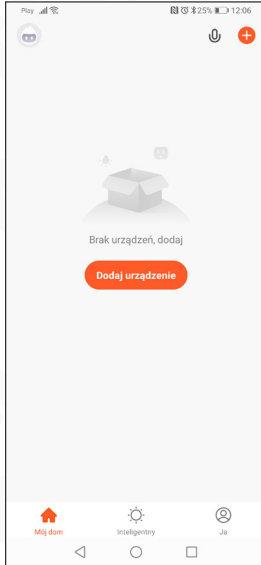 Play 25% 12:06
Brak urządzeń, dodaj
Dodaj urządzenie
Mój dom Inteligentny Ja